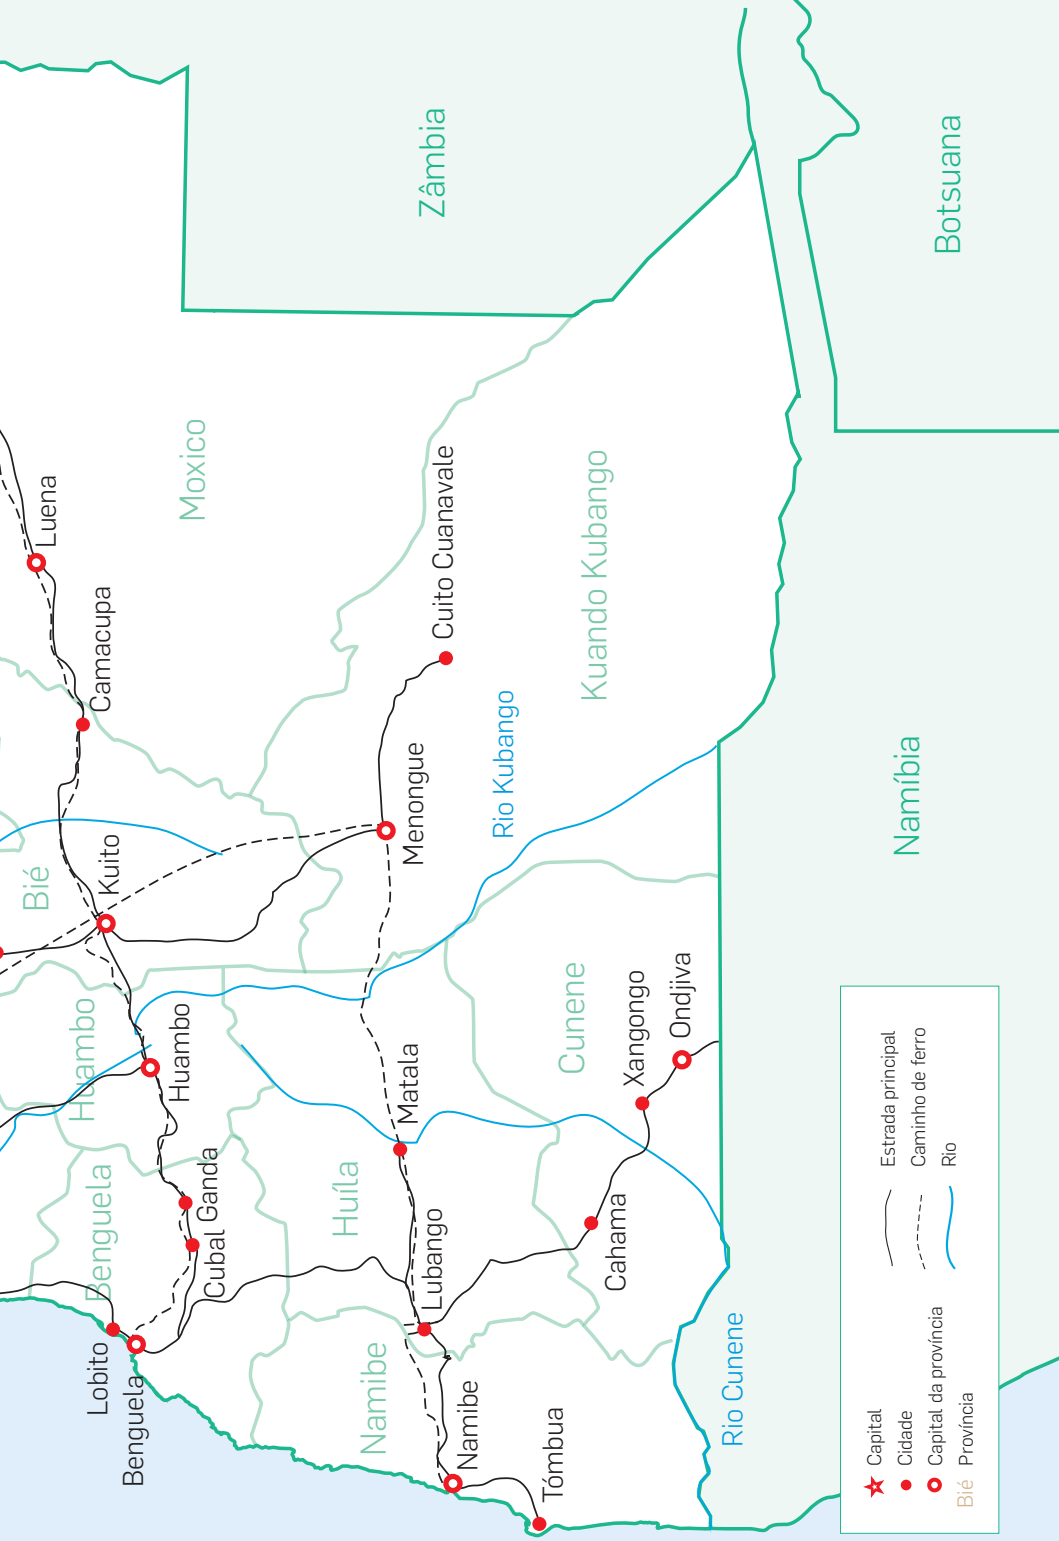 Zâmbia
Botsuana
Namíbia
Moxico
Kuando Kubango
Bié
Huambo
Benguela
Huíla
Cunene
Namibe
Luena
Camacupa
Cuito Cuanavale
Menongue
Kuito
Rio Kubango
Huambo
Ganda
Cubal
Matala
Lubango
Xangongo
Ondjiva
Cahama
Lobito
Benguela
Namibe
Tómbua
Rio Cunene
Capital
Cidade
Capital da província
Bié Província
Estrada principal
Caminho de ferro
Rio